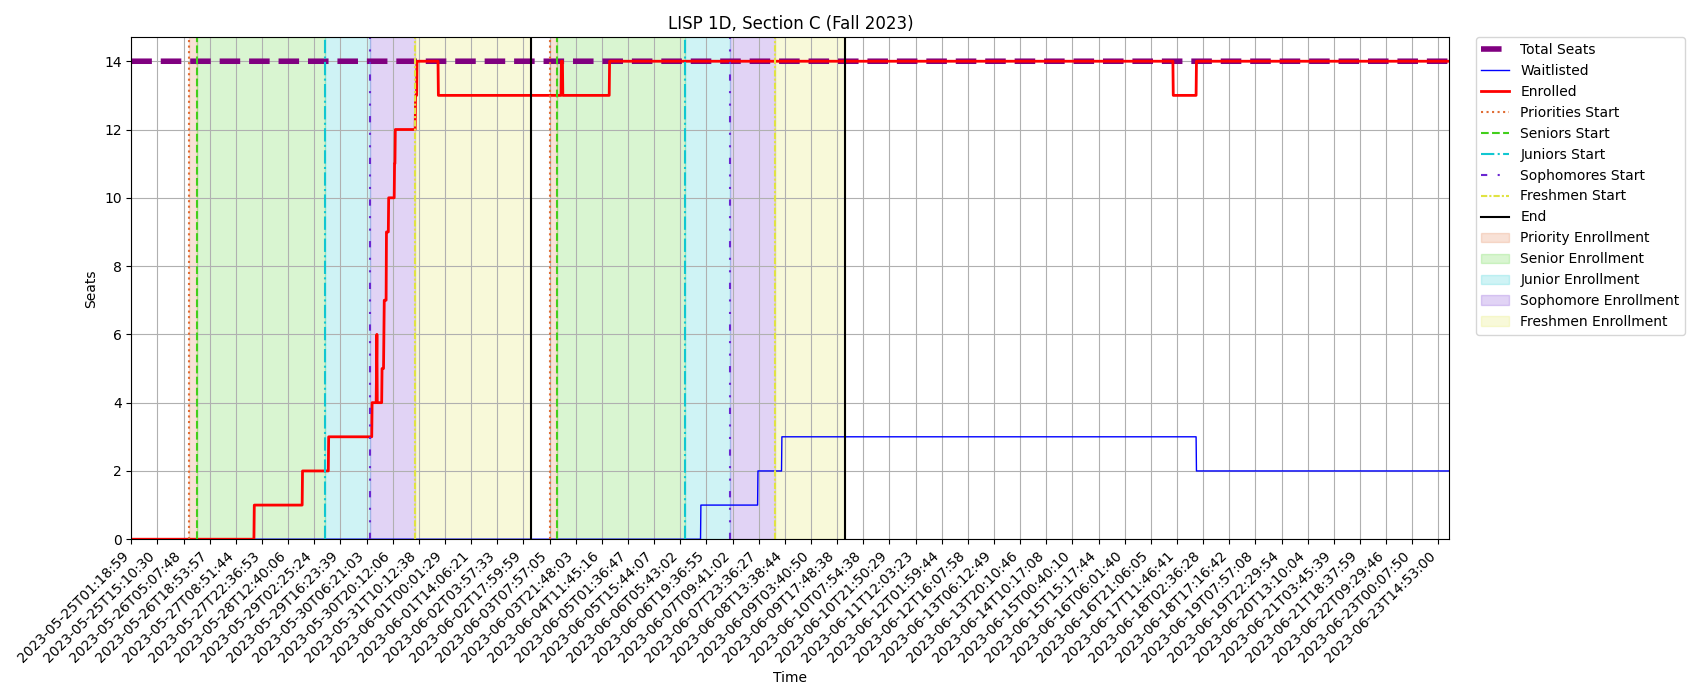 LISP 1D, Section C (Fall 2023)
Seats
14
12
10
8
6
4
2
0
2023-05-25T01:18:59
2023-05-25T15:10:30
2023-05-26T05:07:48
2023-05-26T18:53:57
2023-05-27T08:51:44
2023-05-27T22:36:53
2023-05-28T12:40:06
2023-05-29T02:25:24
2023-05-29T16:23:39
2023-05-30T06:21:03
2023-05-30T20:12:06
2023-05-31T10:12:38
2023-06-01T00:01:29
2023-06-01T14:06:21
2023-06-02T03:57:33
2023-06-02T17:59:59
2023-06-03T07:57:05
2023-06-03T21:48:03
2023-06-04T11:45:16
2023-06-05T01:36:47
2023-06-05T15:44:07
2023-06-06T05:43:02
2023-06-06T19:36:55
2023-06-07T09:41:02
2023-06-07T23:36:27
2023-06-08T13:38:44
2023-06-09T03:40:50
2023-06-09T17:48:38
2023-06-10T07:54:38
2023-06-10T21:50:29
2023-06-11T12:03:23
2023-06-12T01:59:44
2023-06-12T16:07:58
2023-06-13T06:12:49
2023-06-13T20:10:46
2023-06-14T10:17:08
2023-06-15T00:40:10
2023-06-15T15:17:44
2023-06-16T06:01:40
2023-06-16T21:06:05
2023-06-17T11:46:41
2023-06-18T02:36:28
2023-06-18T17:16:42
2023-06-19T07:57:08
2023-06-19T22:29:54
2023-06-20T13:10:04
2023-06-21T03:45:39
2023-06-21T18:37:59
2023-06-22T09:29:46
2023-06-23T00:07:50
2023-06-23T14:53:00
Time
Total Seats
Waitlisted
Enrolled
Priorities Start
Seniors Start
Juniors Start
Sophomores Start
Freshmen Start
End
Priority Enrollment
Senior Enrollment
Junior Enrollment
Sophomore Enrollment
Freshmen Enrollment